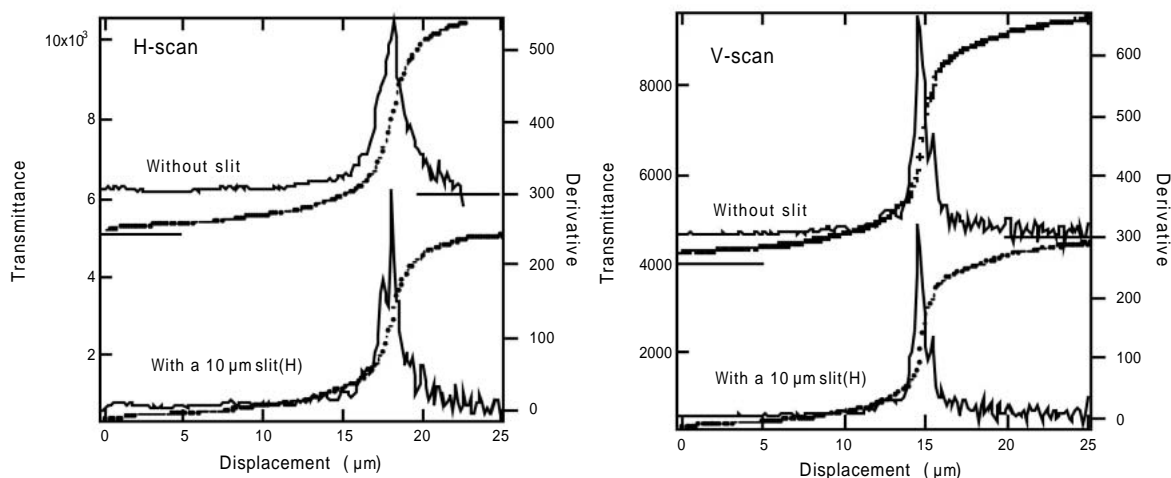 H-scan
10x10³
8
6
4
2
Transmittance
500
400
300
200
100
0
Derivative
Without slit
With a 10 µm slit(H)
0
5
10
15
20
25
Displacement ( µm)
V-scan
8000
6000
4000
2000
Transmittance
600
500
400
300
200
100
0
Derivative
Without slit
With a 10 µm slit(H)
0
5
10
15
20
25
Displacement ( µm)